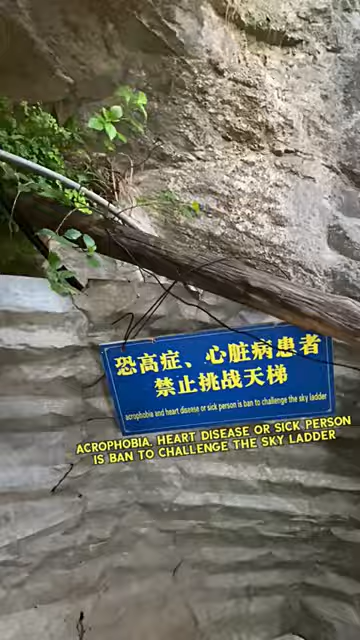 恐高症、心脏病患者
禁止挑战天梯
acrophobia and heart disease or sick person is ban to challenge the sky ladder
ACROPHOBIA, HEART DISEASE OR SICK PERSON
IS BAN TO CHALLENGE THE SKY LADDER